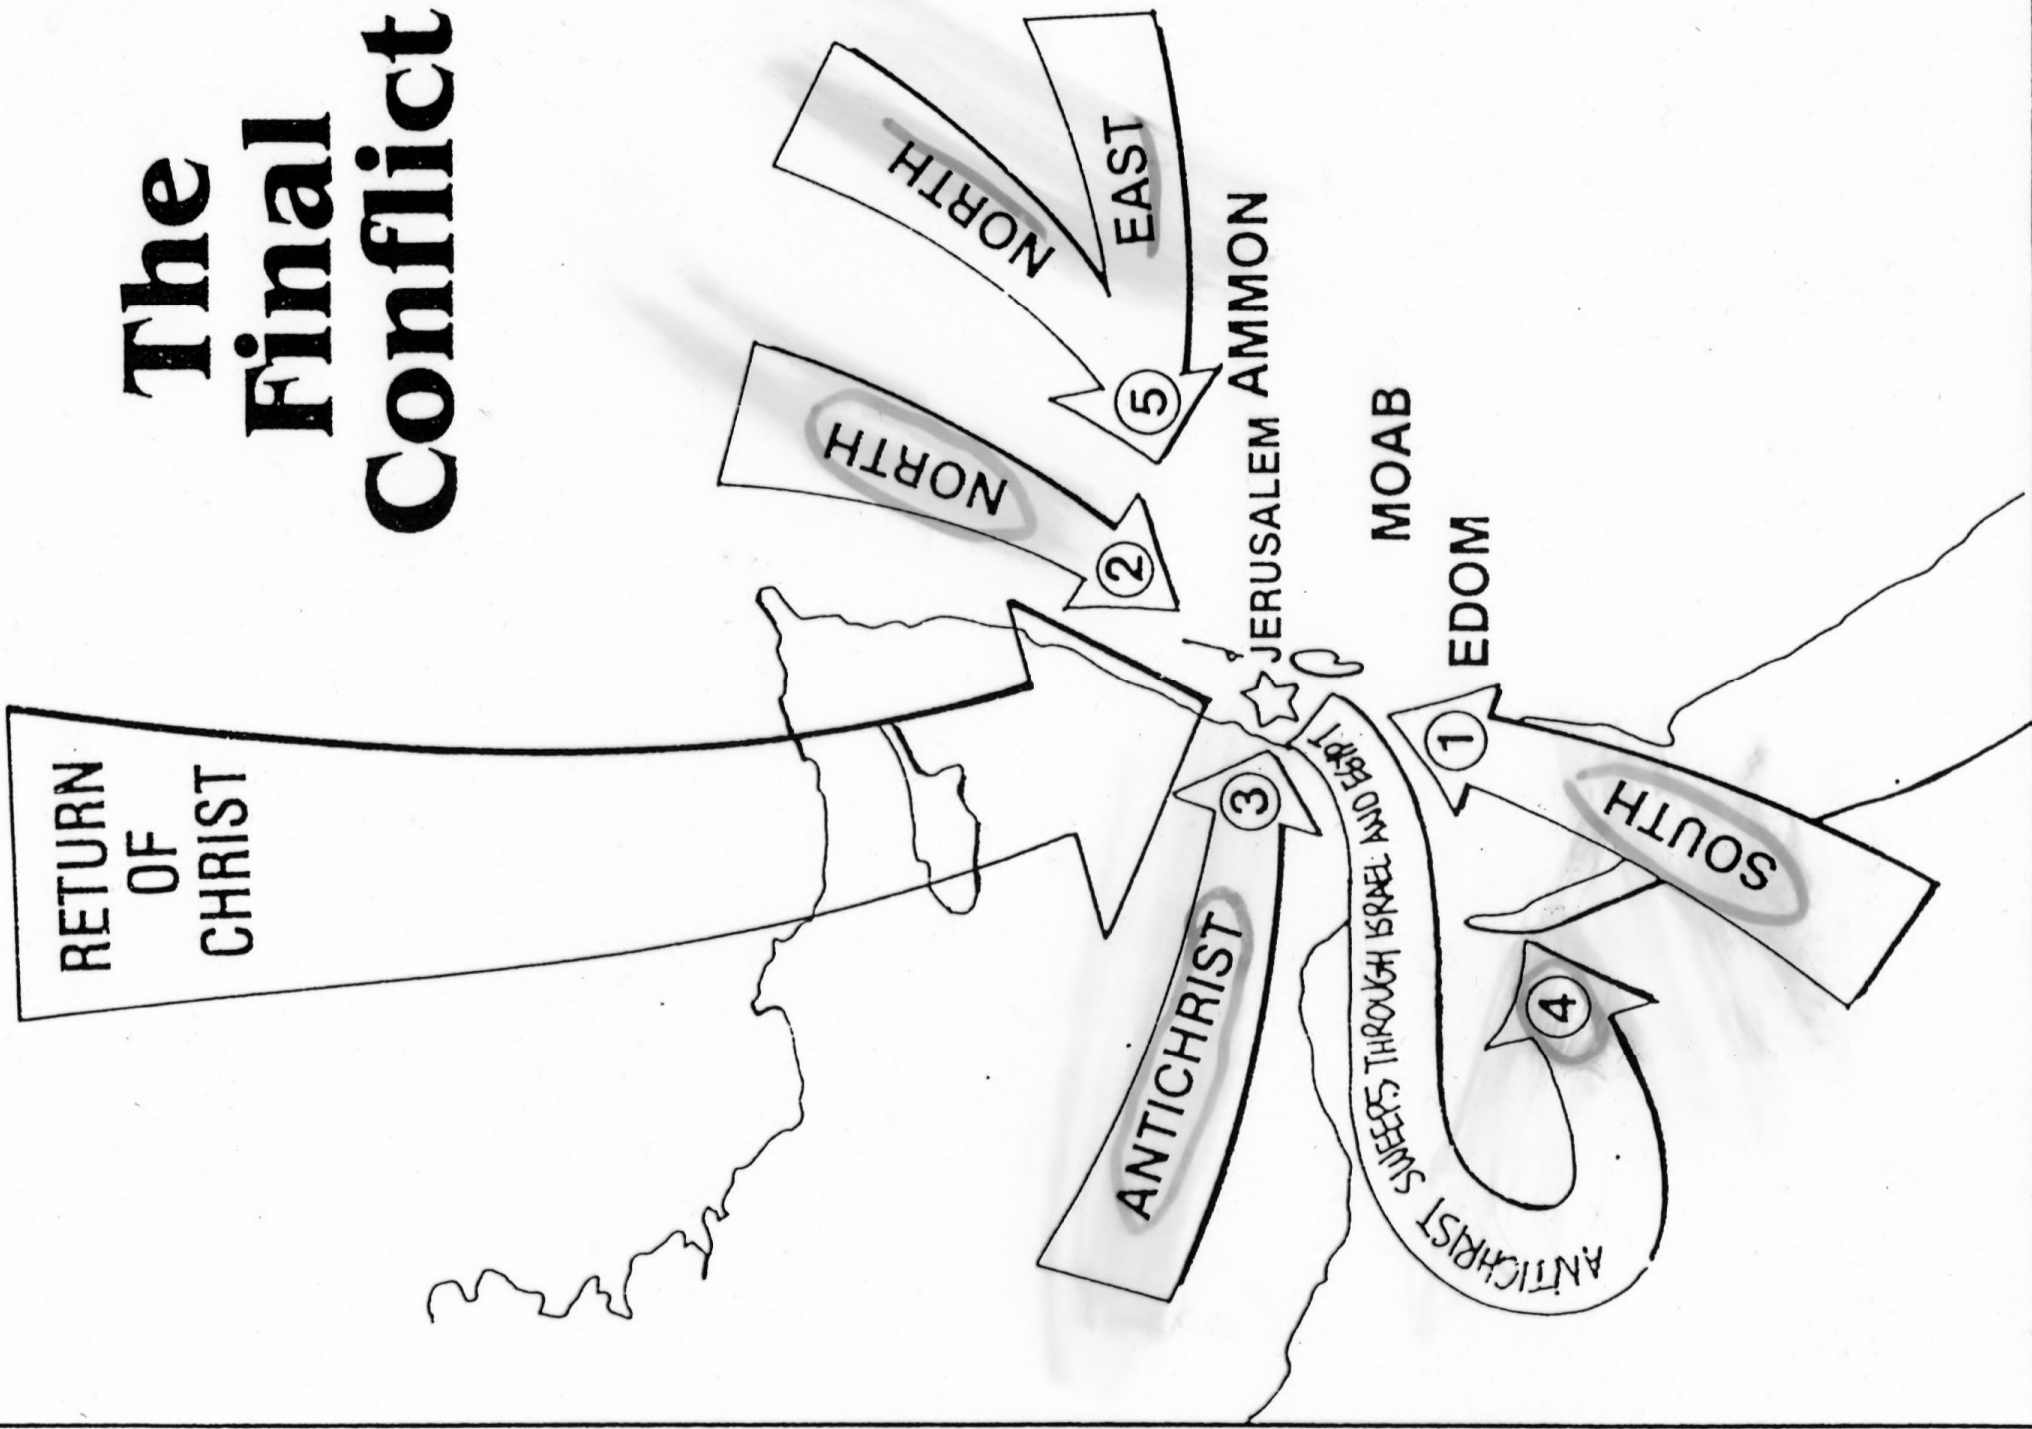 The
Final
Conflict
RETURN
OF
CHRIST
NORTH
EAST
5
NORTH
2
AMMON
JERUSALEM
MOAB
EDOM
ANTICHRIST
3
ANTICHRIST SWEEPS THROUGH ISRAEL AND EGYPT
4
1
SOUTH